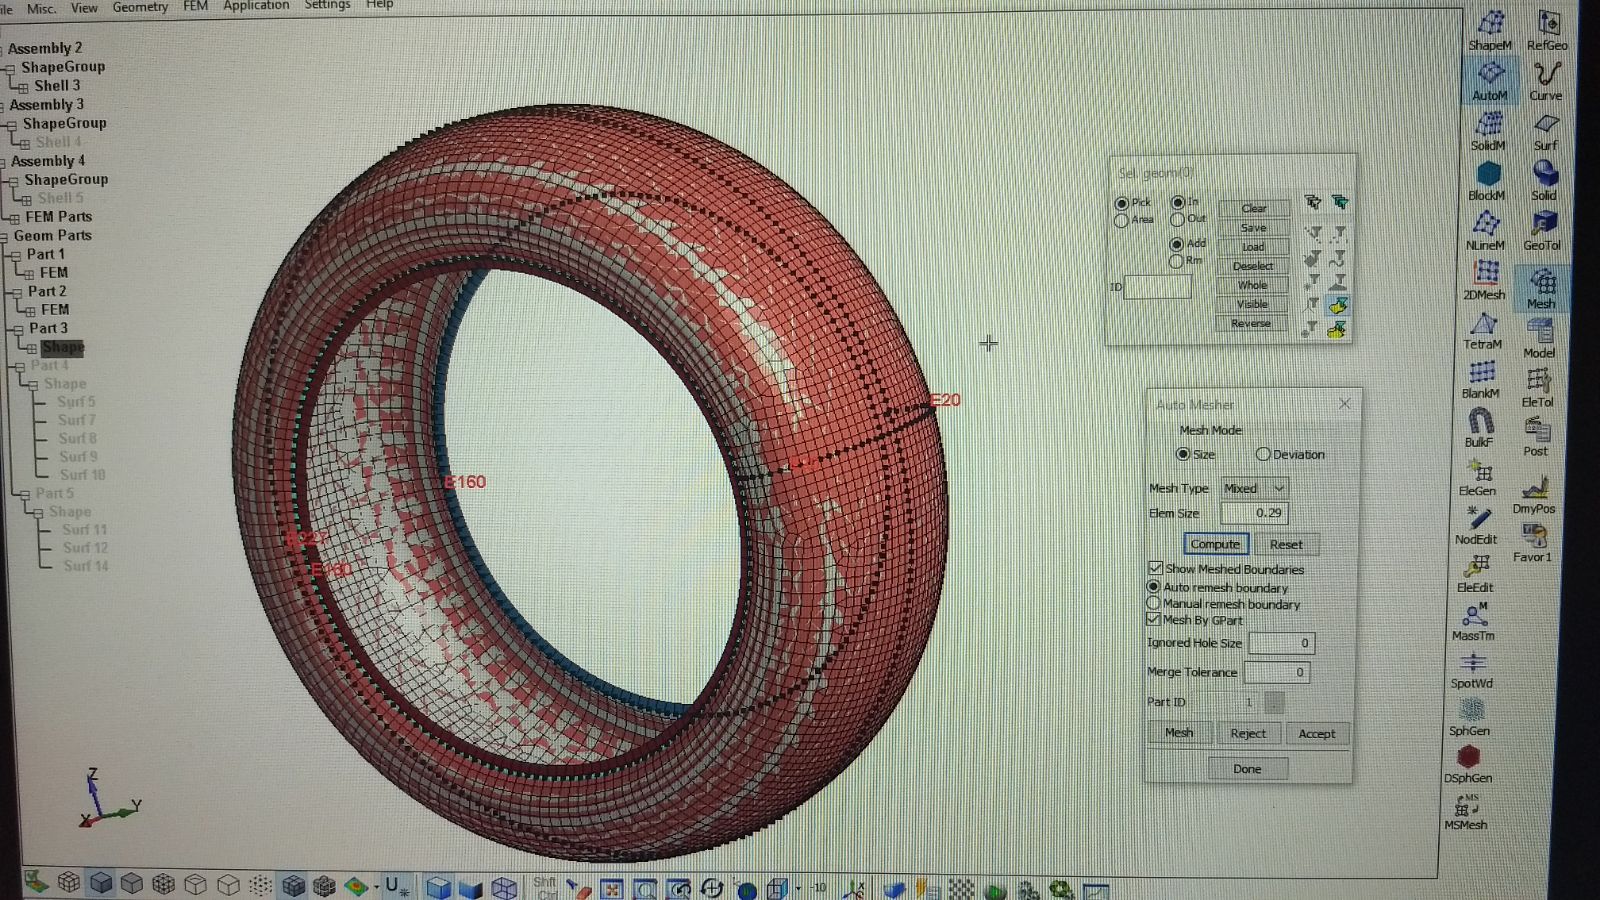 ile Misc. View Geometry FEM Application Settings Help
Assembly 2
ShapeGroup
Shell 3
Assembly 3
ShapeGroup
Shell 4
Assembly 4
ShapeGroup
Shell 5
FEM Parts
Geom Parts
Part 1
FEM
Part 2
FEM
Part 3
Shape
Part 4
Shape
Surf 5
Surf 7
Surf 8
Surf 9
Surf 10
Part 5
Shape
Surf 11
Surf 12
Surf 14
E20
E160
E227
E160
Z
Y
X
Sel. geom(0)
Pick In Clear
Area Out Save
Add Load
Rm Deselect
ID Whole
Visible
Reverse
Auto Mesher
Mesh Mode
Size Deviation
Mesh Type Mixed
Elem Size 0.29
Compute Reset
Show Meshed Boundaries
Auto remesh boundary
Manual remesh boundary
Mesh By GPart
Ignored Hole Size 0
Merge Tolerance 0
Part ID 1
Mesh Reject Accept
Done
ShapeM RefGeo
AutoM Curve
SolidM Surf
BlockM Solid
NLineM GeoTol
2DMesh Mesh
TetraM Model
BlankM EleTol
BulkF Post
EleGen DmyPos
NodEdit Favor1
EleEdit
M
MassTm
SpotWd
SphGen
DSphGen
MS
MSMesh
Shft
Ctrl
-10